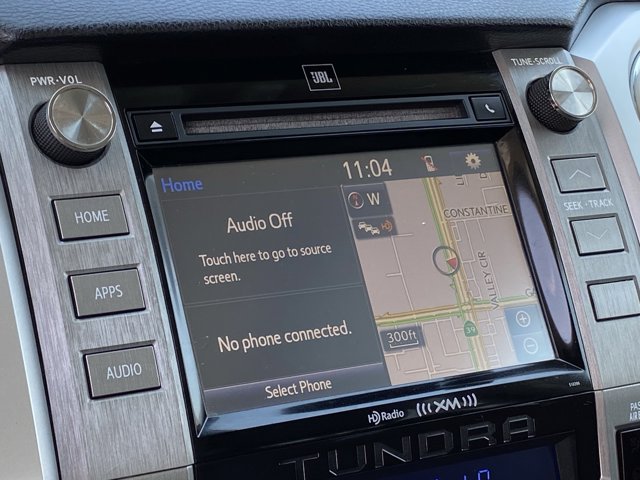 PWR•VOL
JBL
TUNE•SCROLL
HOME
APPS
AUDIO
SEEK•TRACK
11:04
Home
Audio Off
Touch here to go to source
screen.
No phone connected.
Select Phone
W
CONSTANTINE
VALLEY CIR
39
300ft
HD Radio
(((XM)))
TUNDRA